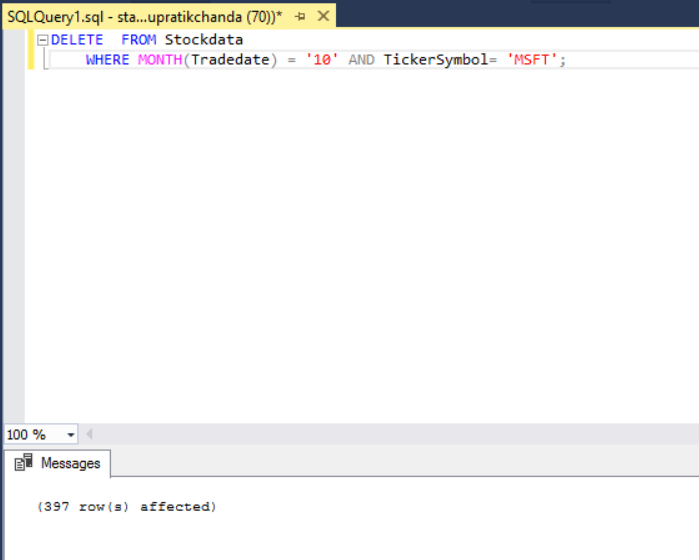 SQLQuery1.sql - sta...upratikchanda (70))*
DELETE  FROM Stockdata
WHERE MONTH(Tradedate) = '10' AND TickerSymbol= 'MSFT';
100 %
Messages
(397 row(s) affected)